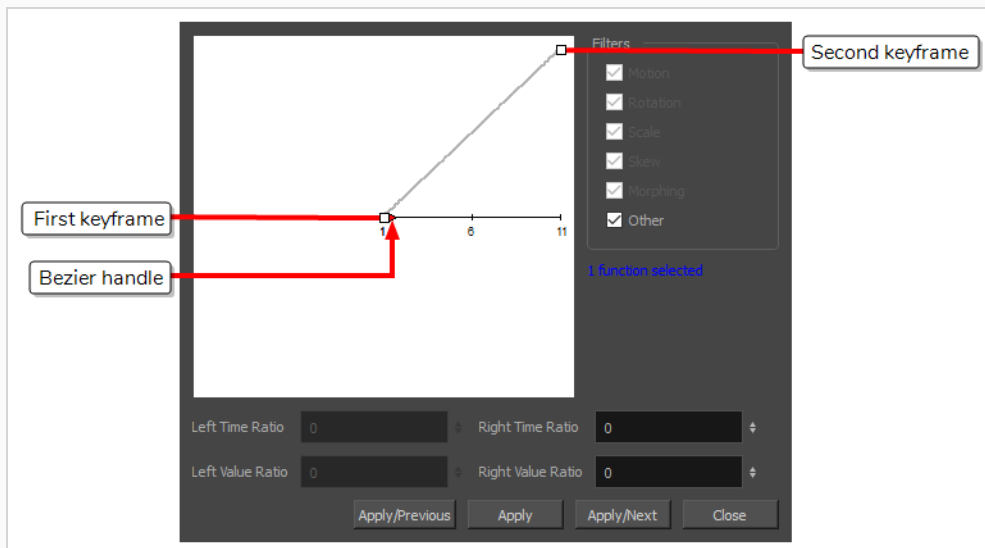 Filters
Second keyframe
Motion
Rotation
Scale
Skew
Morphing
Other
First keyframe
1 6 11
Bezier handle
1 function selected
Left Time Ratio 0 Right Time Ratio 0
Left Value Ratio 0 Right Value Ratio 0
Apply/Previous Apply Apply/Next Close